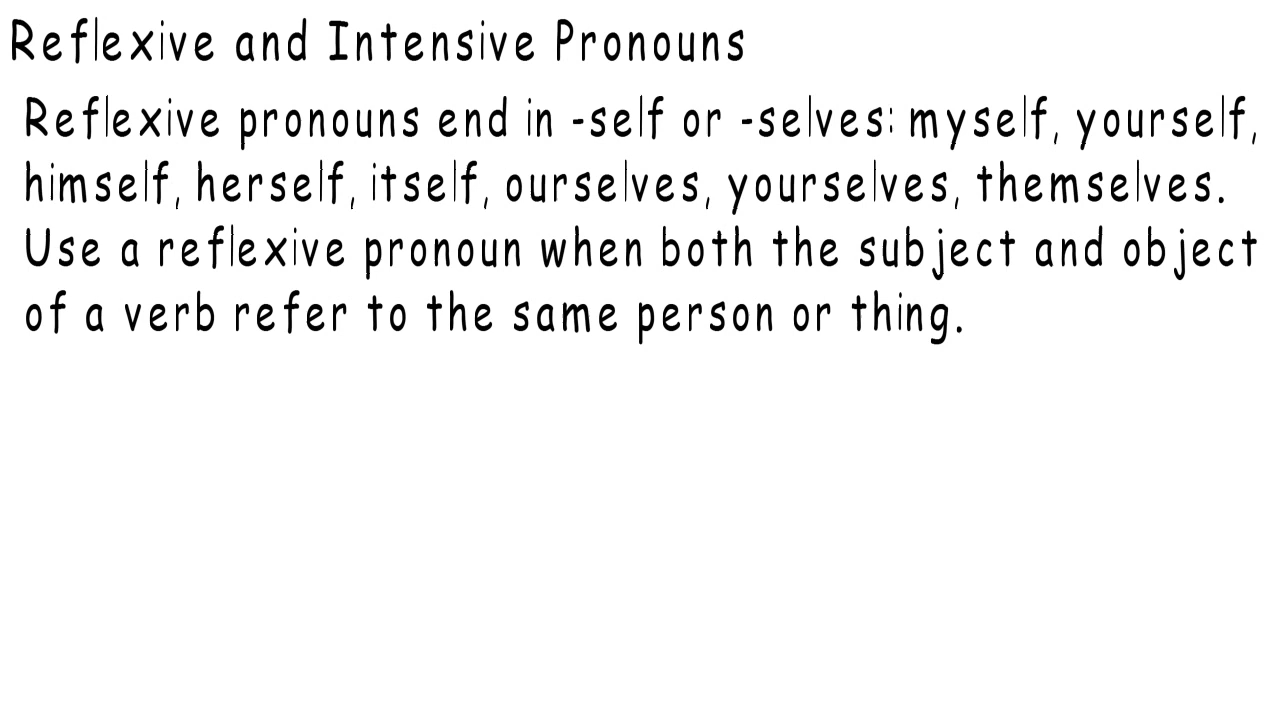 Reflexive and Intensive Pronouns
Reflexive pronouns end in -self or -selves: myself, yourself,
himself, herself, itself, ourselves, yourselves, themselves.
Use a reflexive pronoun when both the subject and object
of a verb refer to the same person or thing.